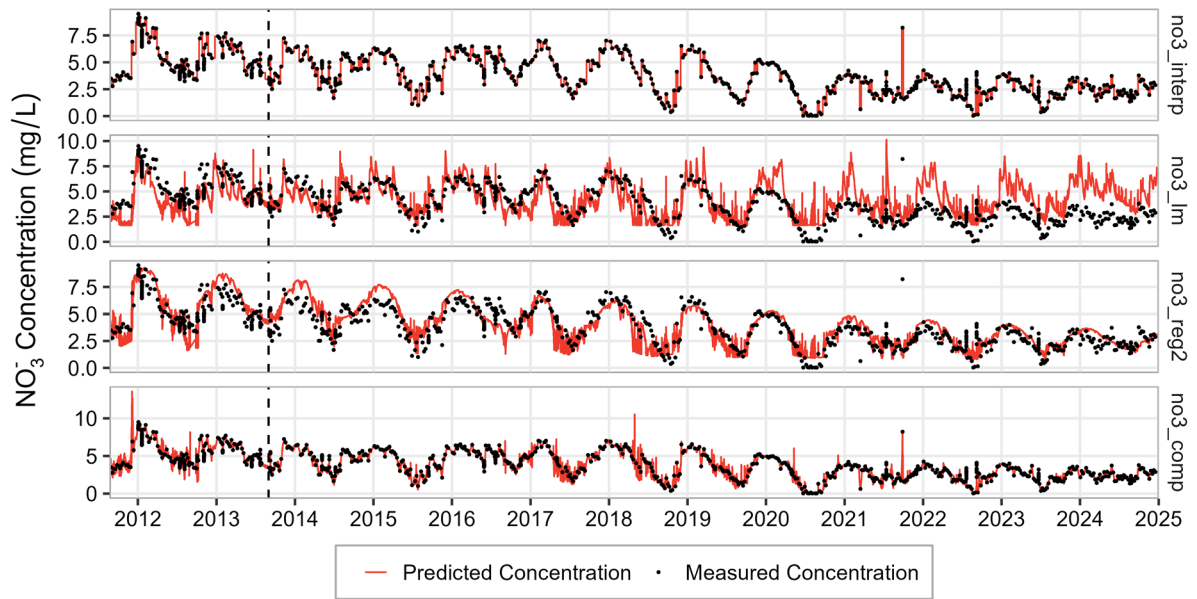 NO₃⁻ Concentration (mg/L)
7.5
5.0
2.5
0.0
no3_interp
10.0
7.5
5.0
2.5
0.0
no3_lm
7.5
5.0
2.5
0.0
no3_reg2
10
5
0
no3_comp
2012 2013 2014 2015 2016 2017 2018 2019 2020 2021 2022 2023 2024 2025
Predicted Concentration Measured Concentration